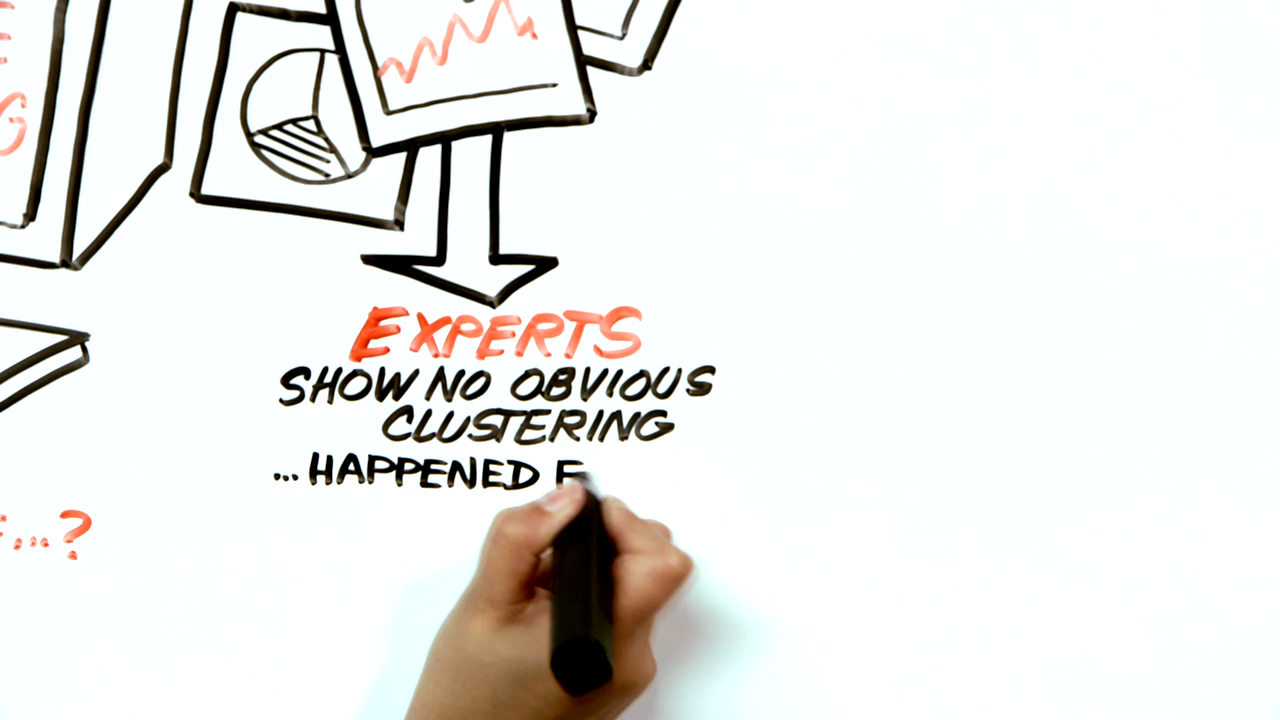 G
EXPERTS
SHOW NO OBVIOUS
CLUSTERING
... HAPPENED
...?